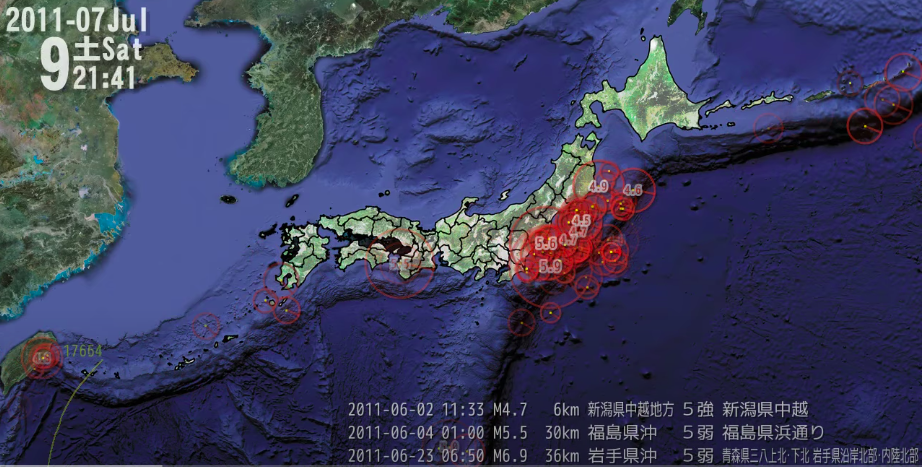 2011-07Jul
9 土Sat
21:41
4.9
4.6
4.5
4.7
5.6
5.9
17664
2011-06-02 11:33 M4.7 6km 新潟県中越地方 5強 新潟県中越
2011-06-04 01:00 M5.5 30km 福島県沖 5弱 福島県浜通り
2011-06-23 06:50 M6.9 36km 岩手県沖 5弱 青森県三八上北･下北 岩手県沿岸北部･内陸北部